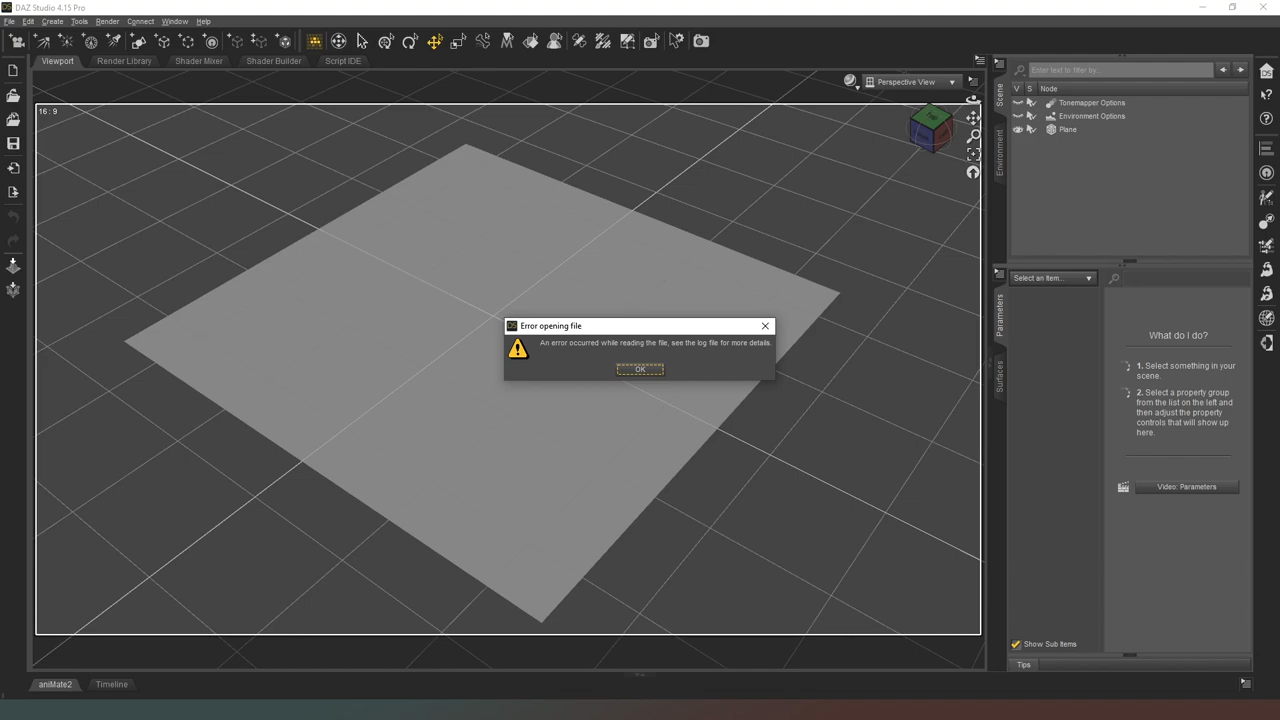 DAZ Studio 4.15 Pro
File Edit Create Tools Render Connect Window Help
Viewport Render Library Shader Mixer Shader Builder Script IDE
Perspective View
16 : 9
Top
Error opening file
An error occurred while reading the file, see the log file for more details.
OK
Scene
Environment
Enter text to filter by...
V S Node
Tonemapper Options
Environment Options
Plane
Parameters
Surfaces
Select an Item...
What do I do?
1. Select something in your
scene.
2. Select a property group
from the list on the left and
then adjust the property
controls that will show up
here.
Video: Parameters
Show Sub Items
Tips
aniMate2 Timeline